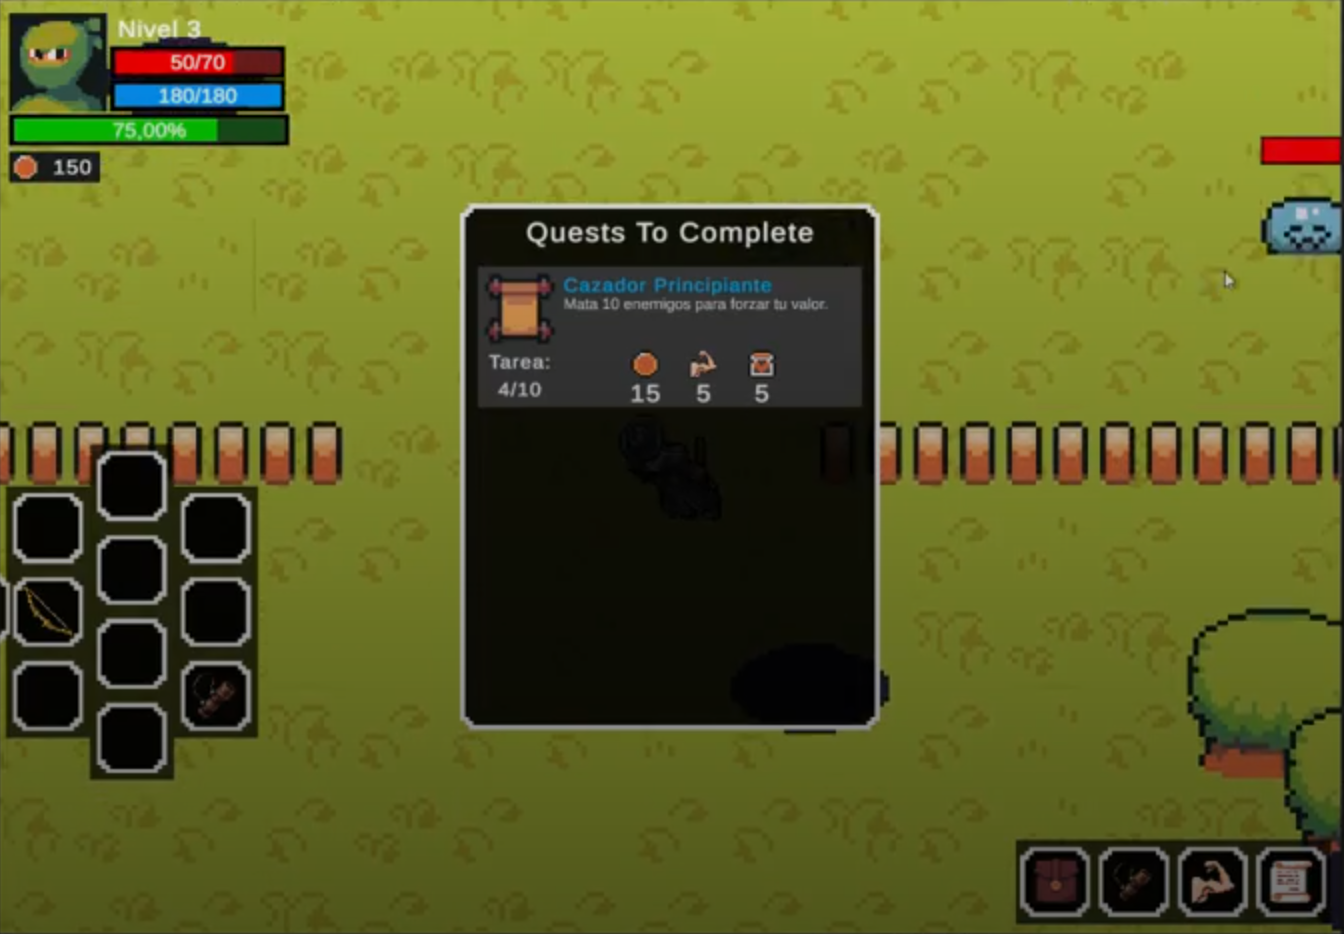 Nivel 3
50/70
180/180
75,00%
150
Quests To Complete
Cazador Principiante
Mata 10 enemigos para forzar tu valor.
Tarea:
4/10
15 5 5